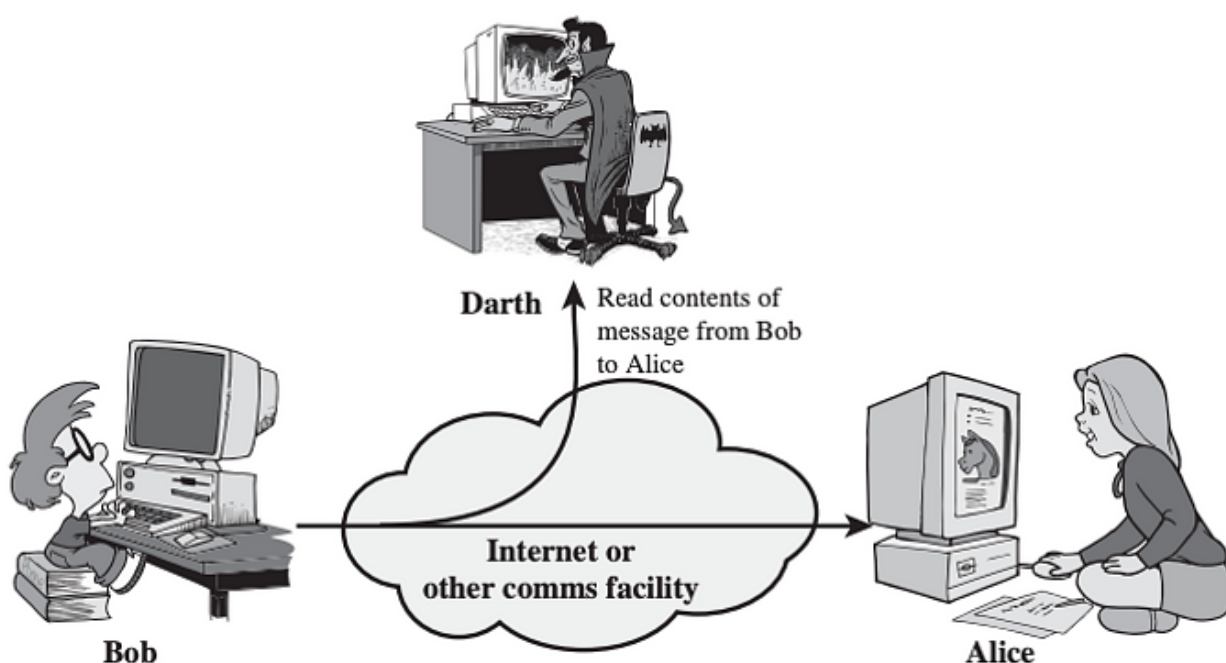 Darth
Read contents of
message from Bob
to Alice
Internet or
other comms facility
Bob
Alice